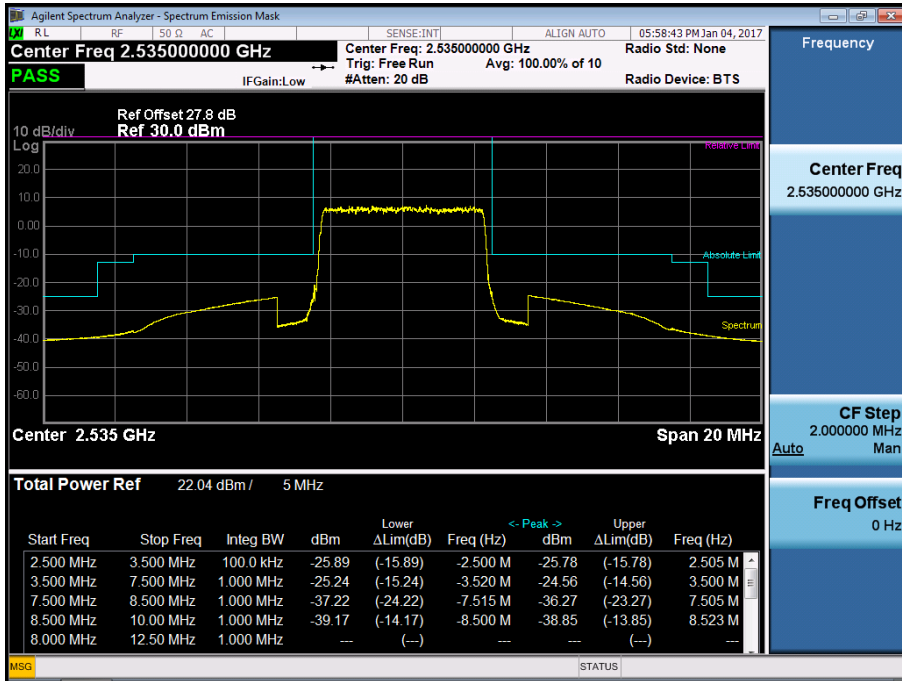 Agilent Spectrum Analyzer - Spectrum Emission Mask
LXI RL RF 50 Ω AC SENSE:INT ALIGN AUTO 05:58:43 PM Jan 04, 2017
Center Freq 2.535000000 GHz
Center Freq: 2.535000000 GHz
Radio Std: None
Trig: Free Run
Avg: 100.00% of 10
PASS
IFGain:Low
#Atten: 20 dB
Radio Device: BTS
Ref Offset 27.8 dB
10 dB/div
Ref 30.0 dBm
Log
Relative Limit
20.0
10.0
0.00
-10.0
Absolute Limit
-20.0
-30.0
Spectrum
-40.0
-50.0
-60.0
Center 2.535 GHz
Span 20 MHz
Total Power Ref 22.04 dBm / 5 MHz
Lower <- Peak -> Upper
Start Freq Stop Freq Integ BW dBm ΔLim(dB) Freq (Hz) dBm ΔLim(dB) Freq (Hz)
2.500 MHz 3.500 MHz 100.0 kHz -25.89 (-15.89) -2.500 M -25.78 (-15.78) 2.505 M
3.500 MHz 7.500 MHz 1.000 MHz -25.24 (-15.24) -3.520 M -24.56 (-14.56) 3.500 M
7.500 MHz 8.500 MHz 1.000 MHz -37.22 (-24.22) -7.515 M -36.27 (-23.27) 7.505 M
8.500 MHz 10.00 MHz 1.000 MHz -39.17 (-14.17) -8.500 M -38.85 (-13.85) 8.523 M
8.000 MHz 12.50 MHz 1.000 MHz --- (---) --- --- (---) ---
MSG
STATUS
Frequency
Center Freq
2.535000000 GHz
CF Step
2.000000 MHz
Auto Man
Freq Offset
0 Hz